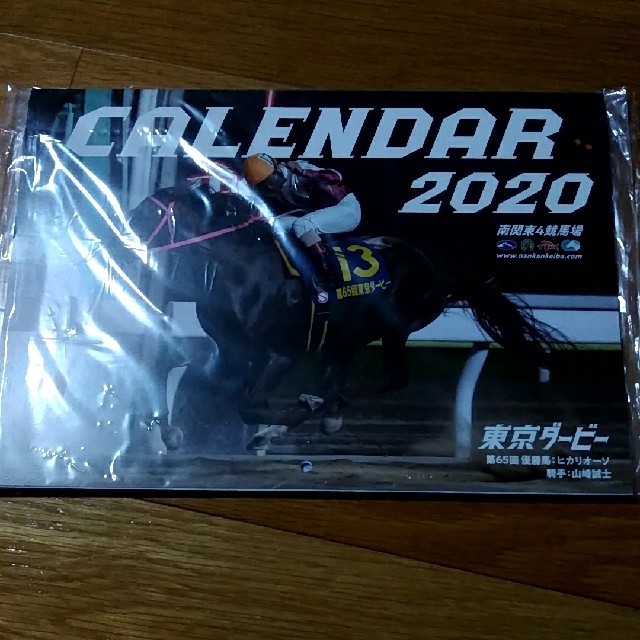 CALENDAR
2020
南関東4競馬場
www.nankankeiba.com
13
第65回東京ダービー
東京ダービー
第65回優勝馬:ヒカリオーソ
騎手:山崎誠士